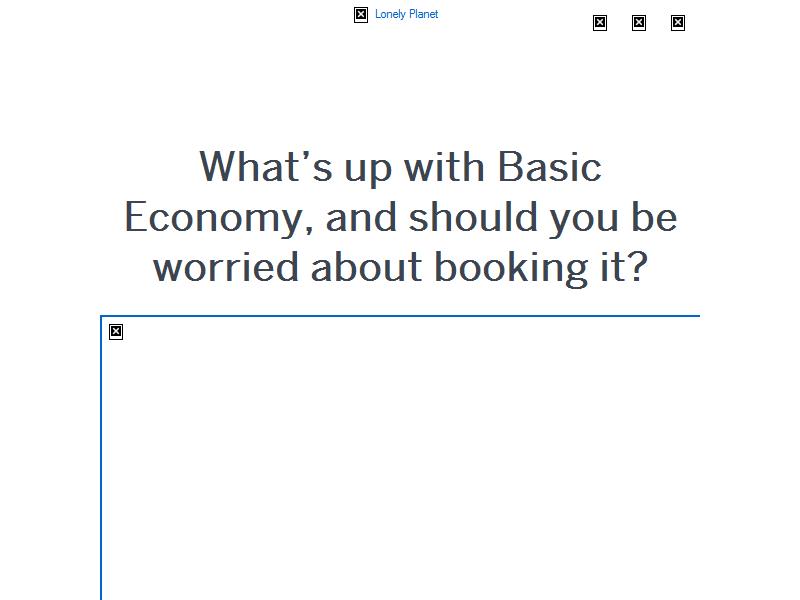 Lonely Planet
What’s up with Basic
Economy, and should you be
worried about booking it?